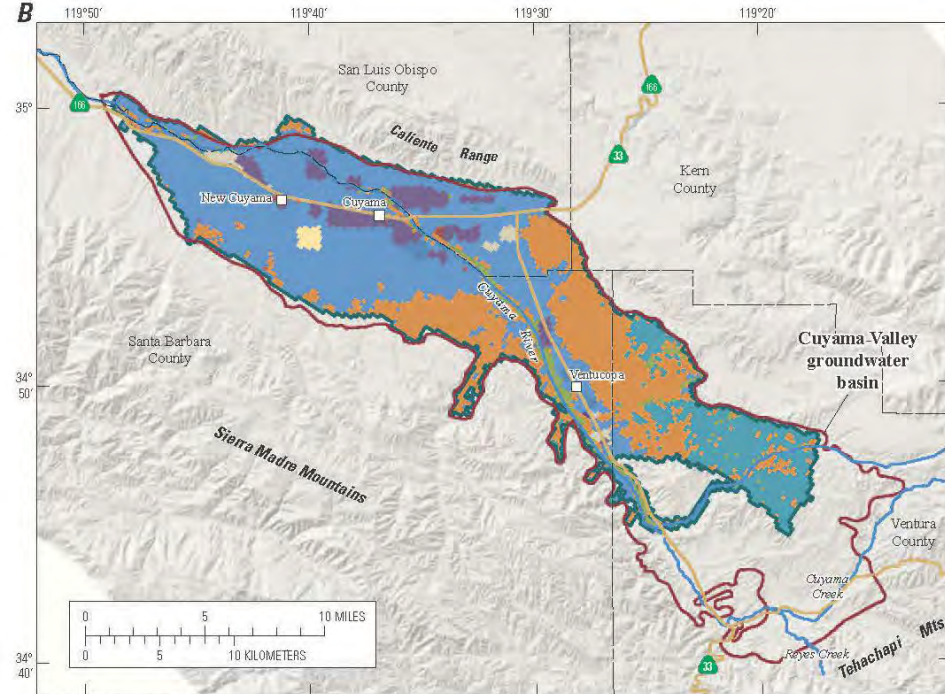 B
119°50'
119°40'
119°30'
119°20'
San Luis Obispo
County
35°
166
166
Caliente Range
33
Kern
County
New Cuyama
Cuyama
Cuyama
River
Santa Barbara
County
Cuyama Valley
groundwater
basin
34°
50'
Ventucopa
Sierra Madre Mountains
Ventura
County
Cuyama
Creek
0 5 10 MILES
0 5 10 KILOMETERS
Reyes Creek
Tehachapi Mts
34°
40'
33